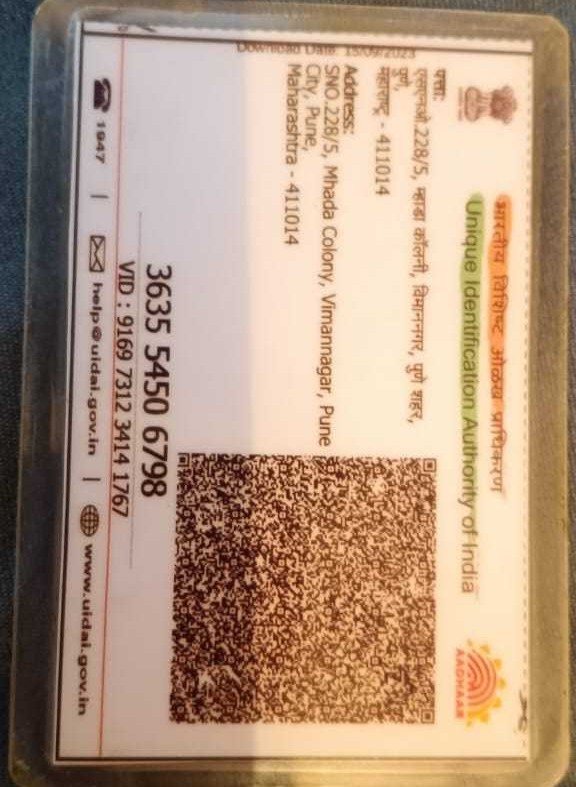 भारतीय विशिष्ट ओळख प्राधिकरण
Unique Identification Authority of India
AADHAAR
पत्ता:
एसएनओ.228/5, म्हाडा कॉलनी, विमाननगर, पुणे शहर,
पुणे,
महाराष्ट्र - 411014
Address:
SNO.228/5, Mhada Colony, Vimannagar, Pune
City, Pune,
Maharashtra - 411014
Download Date: 15/09/2023
3635 5450 6798
VID : 9169 7312 3414 1767
1947 | help@uidai.gov.in | www.uidai.gov.in